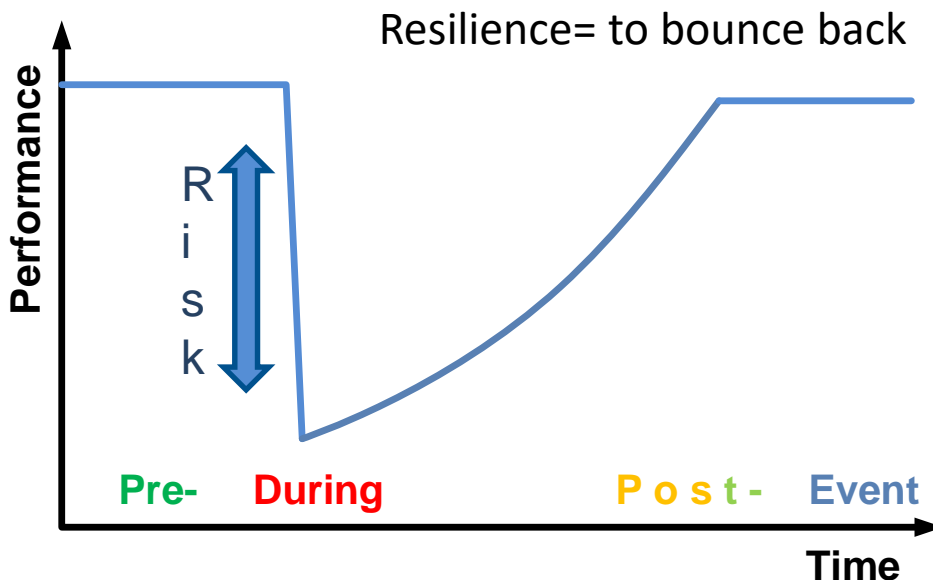 Resilience= to bounce back
Performance
R
i
s
k
Pre- During P o s t - Event
Time